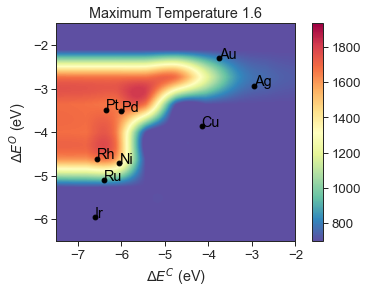 Maximum Temperature 1.6
ΔE^O (eV)
−2
−3
−4
−5
−6
Au
Ag
Pt
Pd
Cu
Rh
Ni
Ru
Ir
−7
−6
−5
−4
−3
−2
ΔE^C (eV)
1800
1600
1400
1200
1000
800